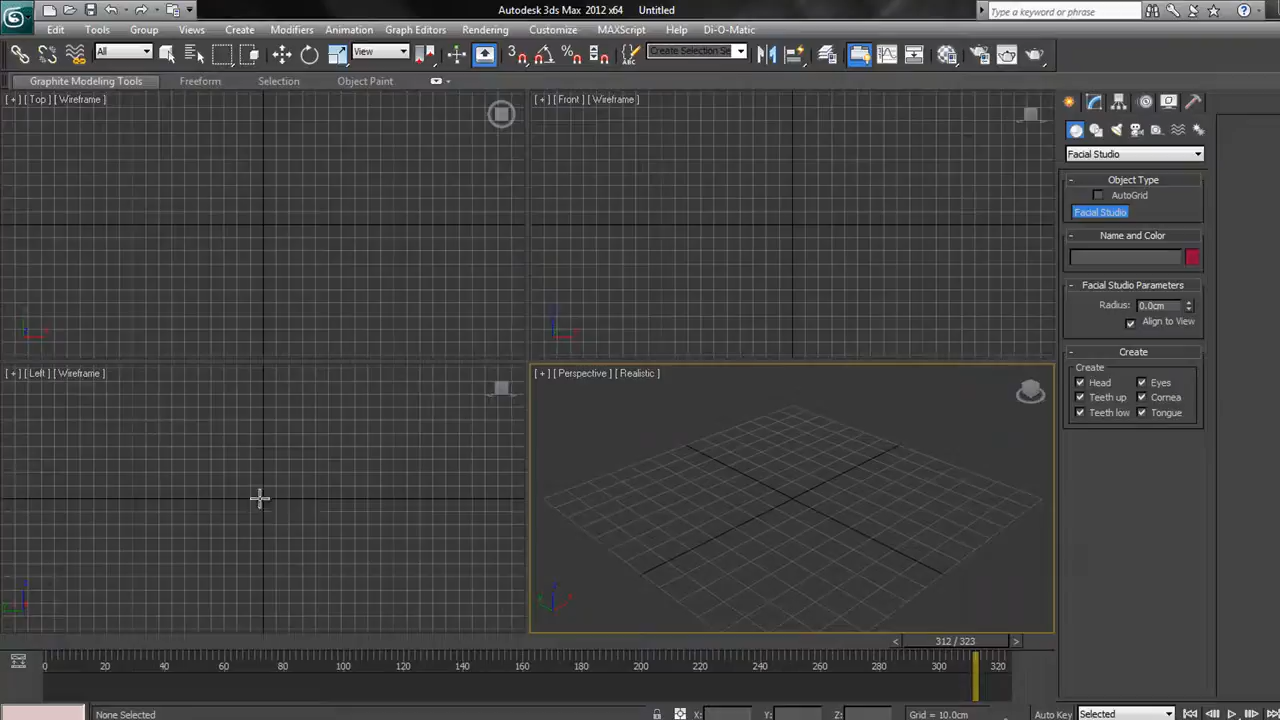 Autodesk 3ds Max 2012 x64 Untitled
Type a keyword or phrase
Edit Tools Group Views Create Modifiers Animation Graph Editors Rendering Customize MAXScript Help Di-O-Matic
All View Create Selection Se
Graphite Modeling Tools Freeform Selection Object Paint
[ + ] [ Top ] [ Wireframe ]
[ + ] [ Front ] [ Wireframe ]
Facial Studio
- Object Type
AutoGrid
Facial Studio
- Name and Color
- Facial Studio Parameters
Radius: 0.0cm
Align to View
- Create
Create
Head Eyes
Teeth up Cornea
Teeth low Tongue
[ + ] [ Left ] [ Wireframe ]
[ + ] [ Perspective ] [ Realistic ]
< 312 / 323 >
0 20 40 60 80 100 120 140 160 180 200 220 240 260 280 300 320
None Selected X: Y: Z: Grid = 10.0cm Auto Key Selected